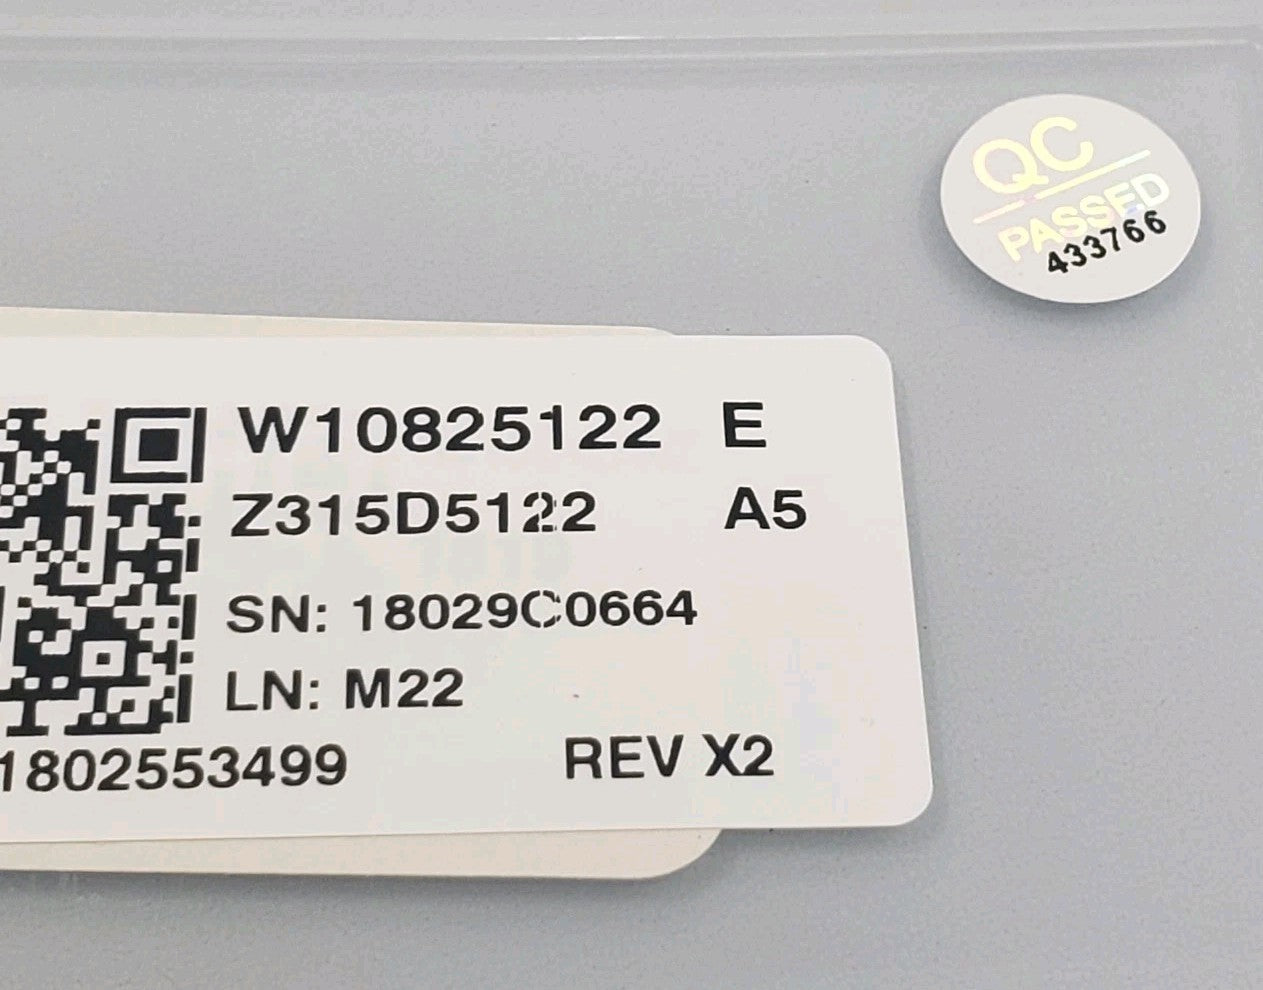 QC
PASSED
433766
W10825122 E
Z315D5122 A5
SN: 18029C0664
LN: M22
1802553499 REV X2